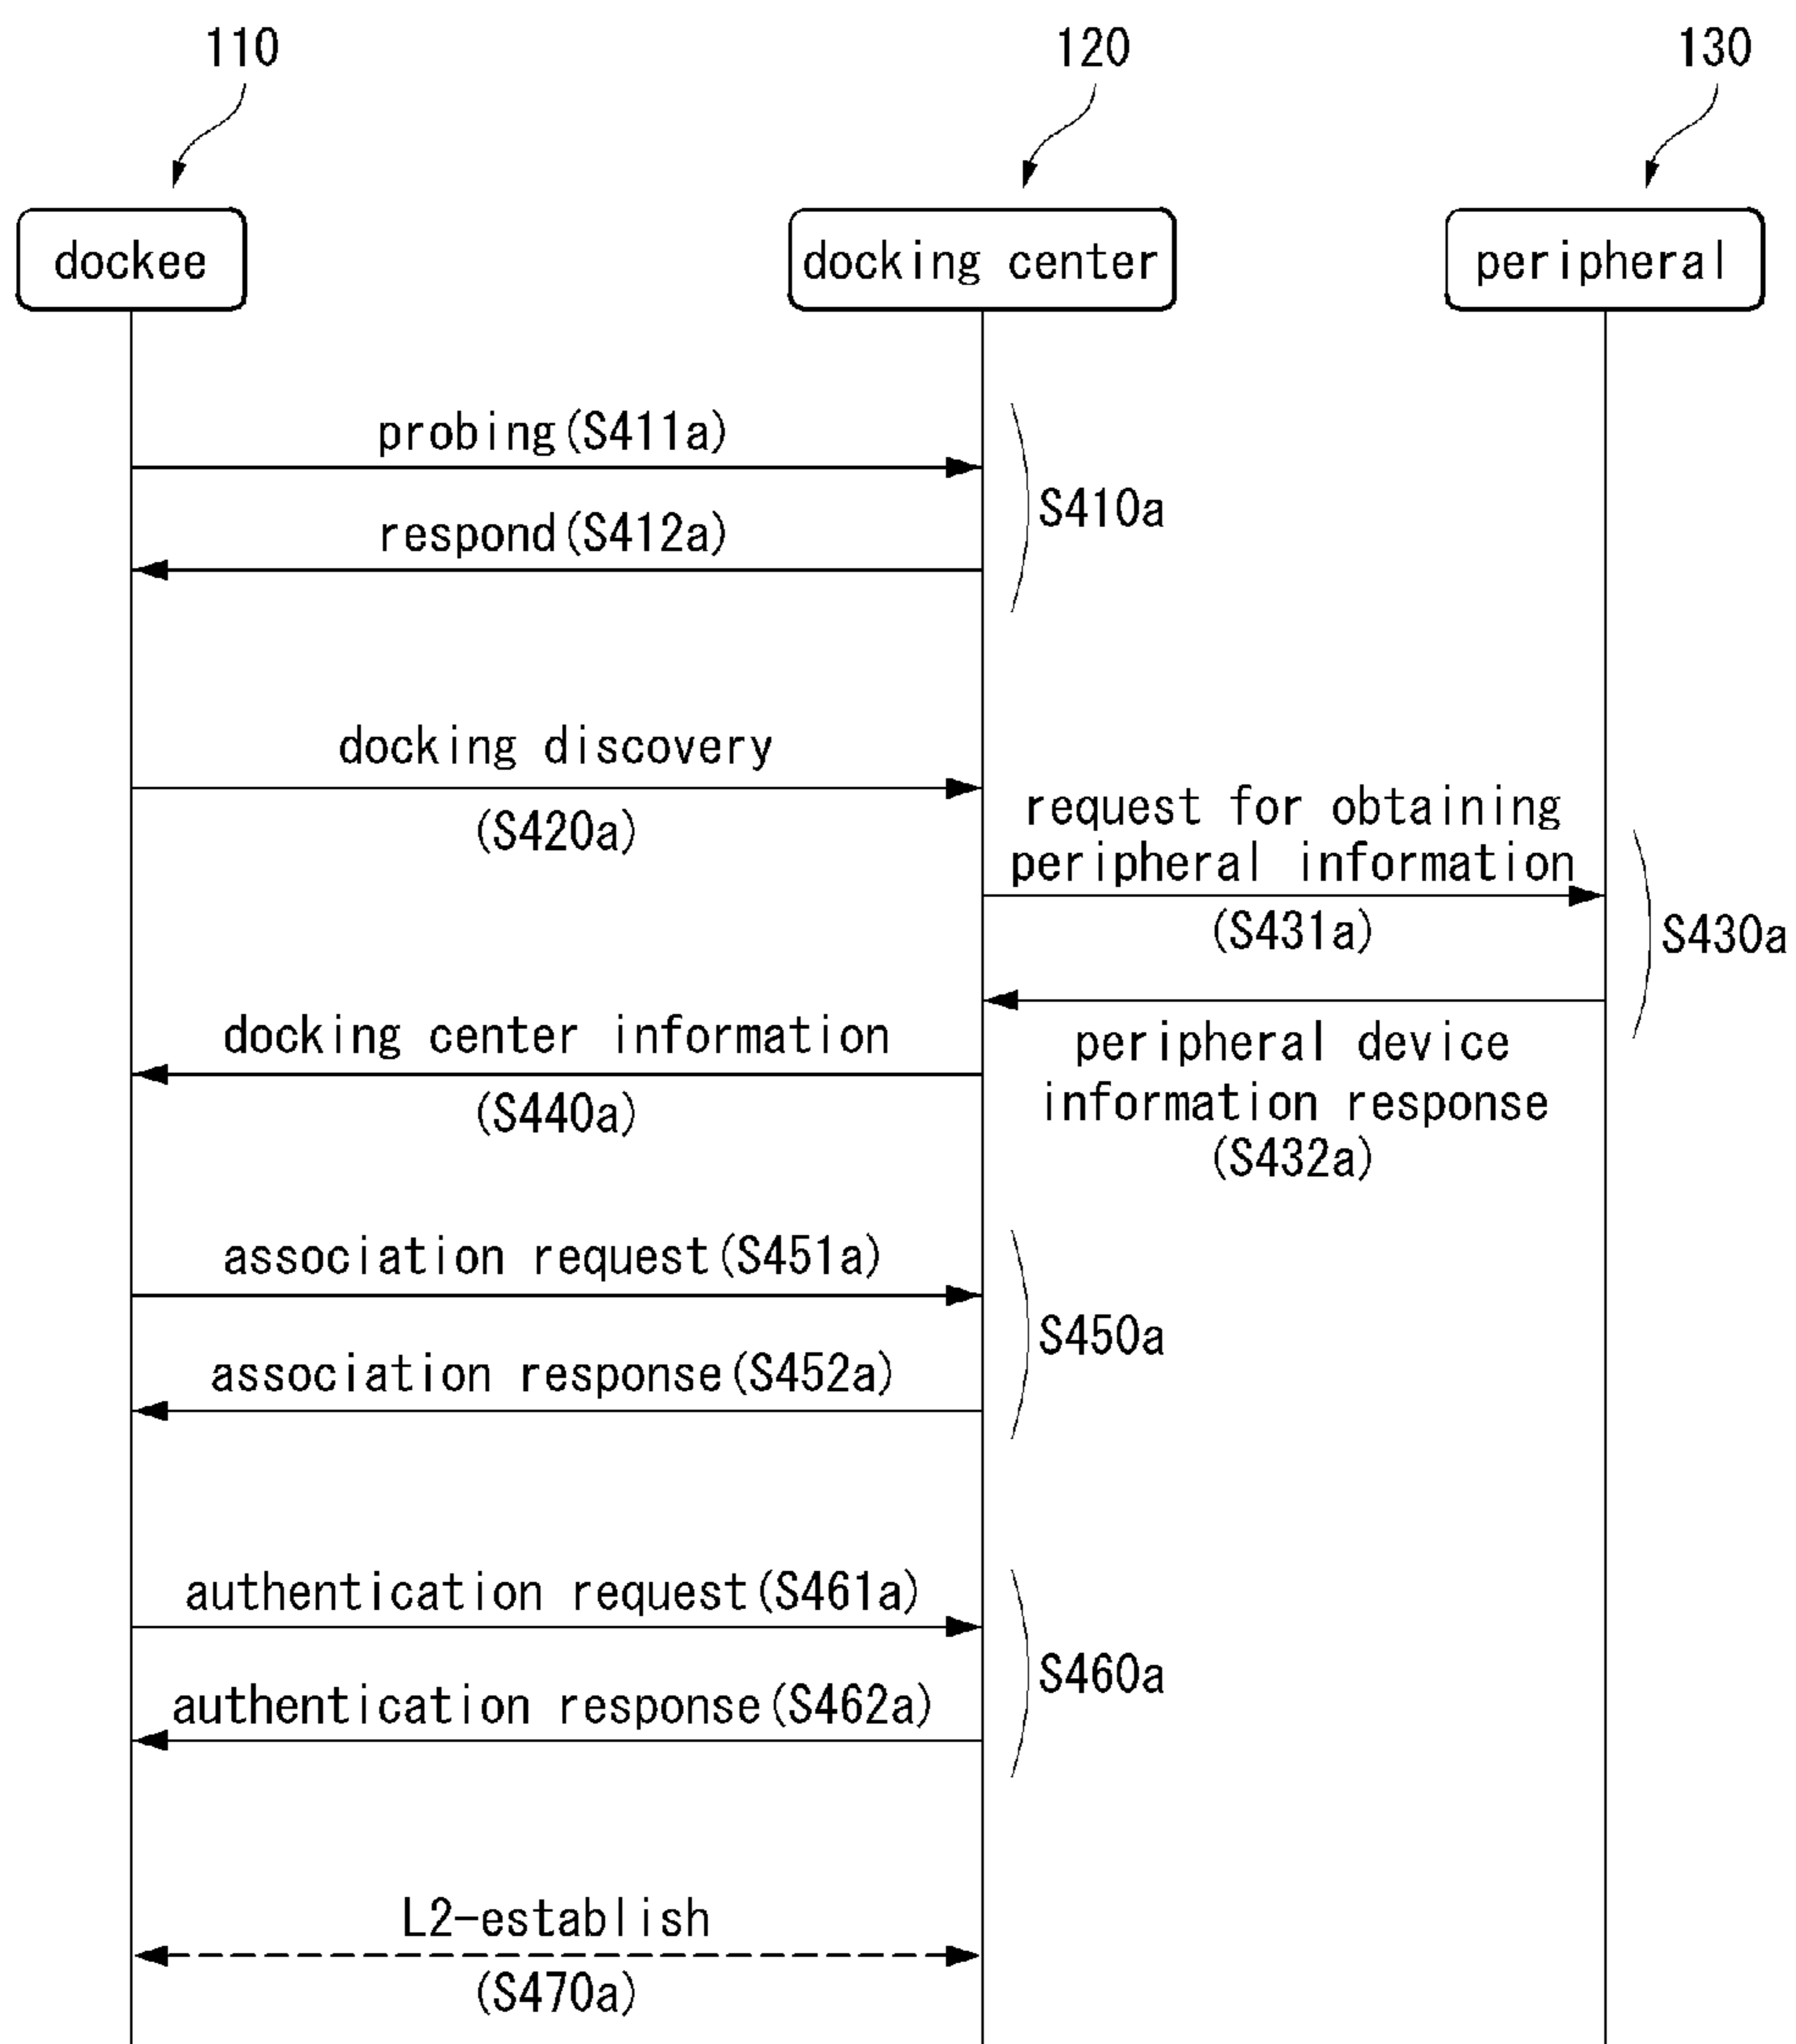 110
120
130
dockee
docking center
peripheral
probing(S411a)
S410a
respond(S412a)
docking discovery
(S420a)
request for obtaining
peripheral information
(S431a)
S430a
docking center information
(S440a)
peripheral device
information response
(S432a)
association request(S451a)
S450a
association response(S452a)
authentication request(S461a)
S460a
authentication response(S462a)
L2-establish
(S470a)